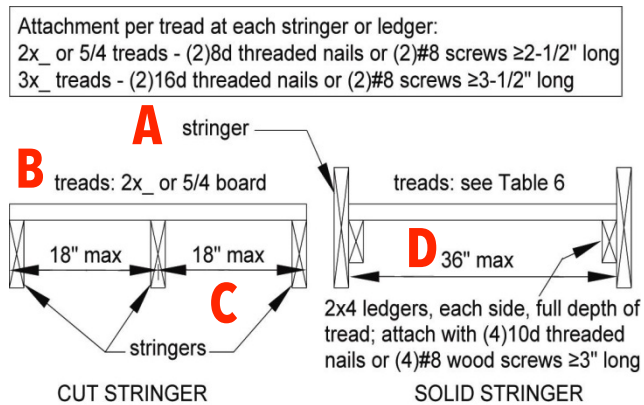 Attachment per tread at each stringer or ledger:
2x_ or 5/4 treads - (2)8d threaded nails or (2)#8 screws ≥2-1/2" long
3x_ treads - (2)16d threaded nails or (2)#8 screws ≥3-1/2" long
A
stringer
B
treads: 2x_ or 5/4 board
treads: see Table 6
18" max
18" max
C
D
36" max
stringers
2x4 ledgers, each side, full depth of
tread; attach with (4)10d threaded
nails or (4)#8 wood screws ≥3" long
CUT STRINGER
SOLID STRINGER